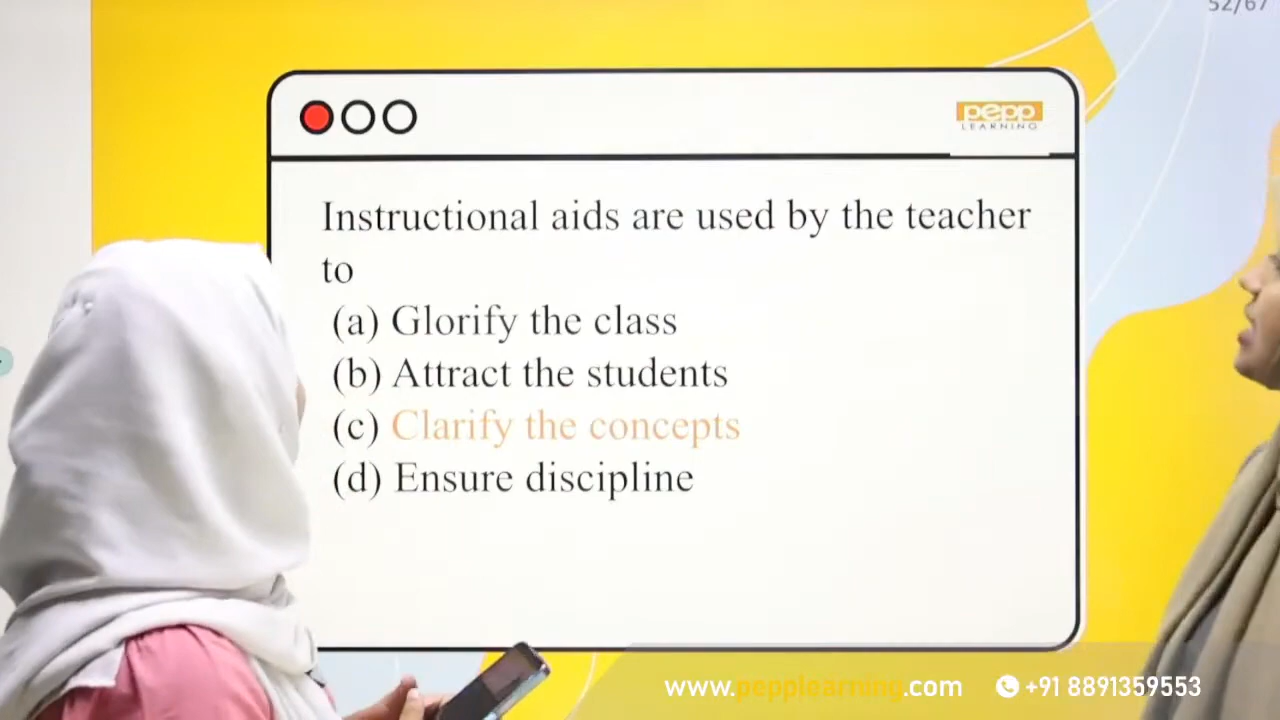 52/67
pepp
LEARNING
Instructional aids are used by the teacher
to
(a) Glorify the class
(b) Attract the students
(c) Clarify the concepts
(d) Ensure discipline
www.pepplearning.com +91 8891359553